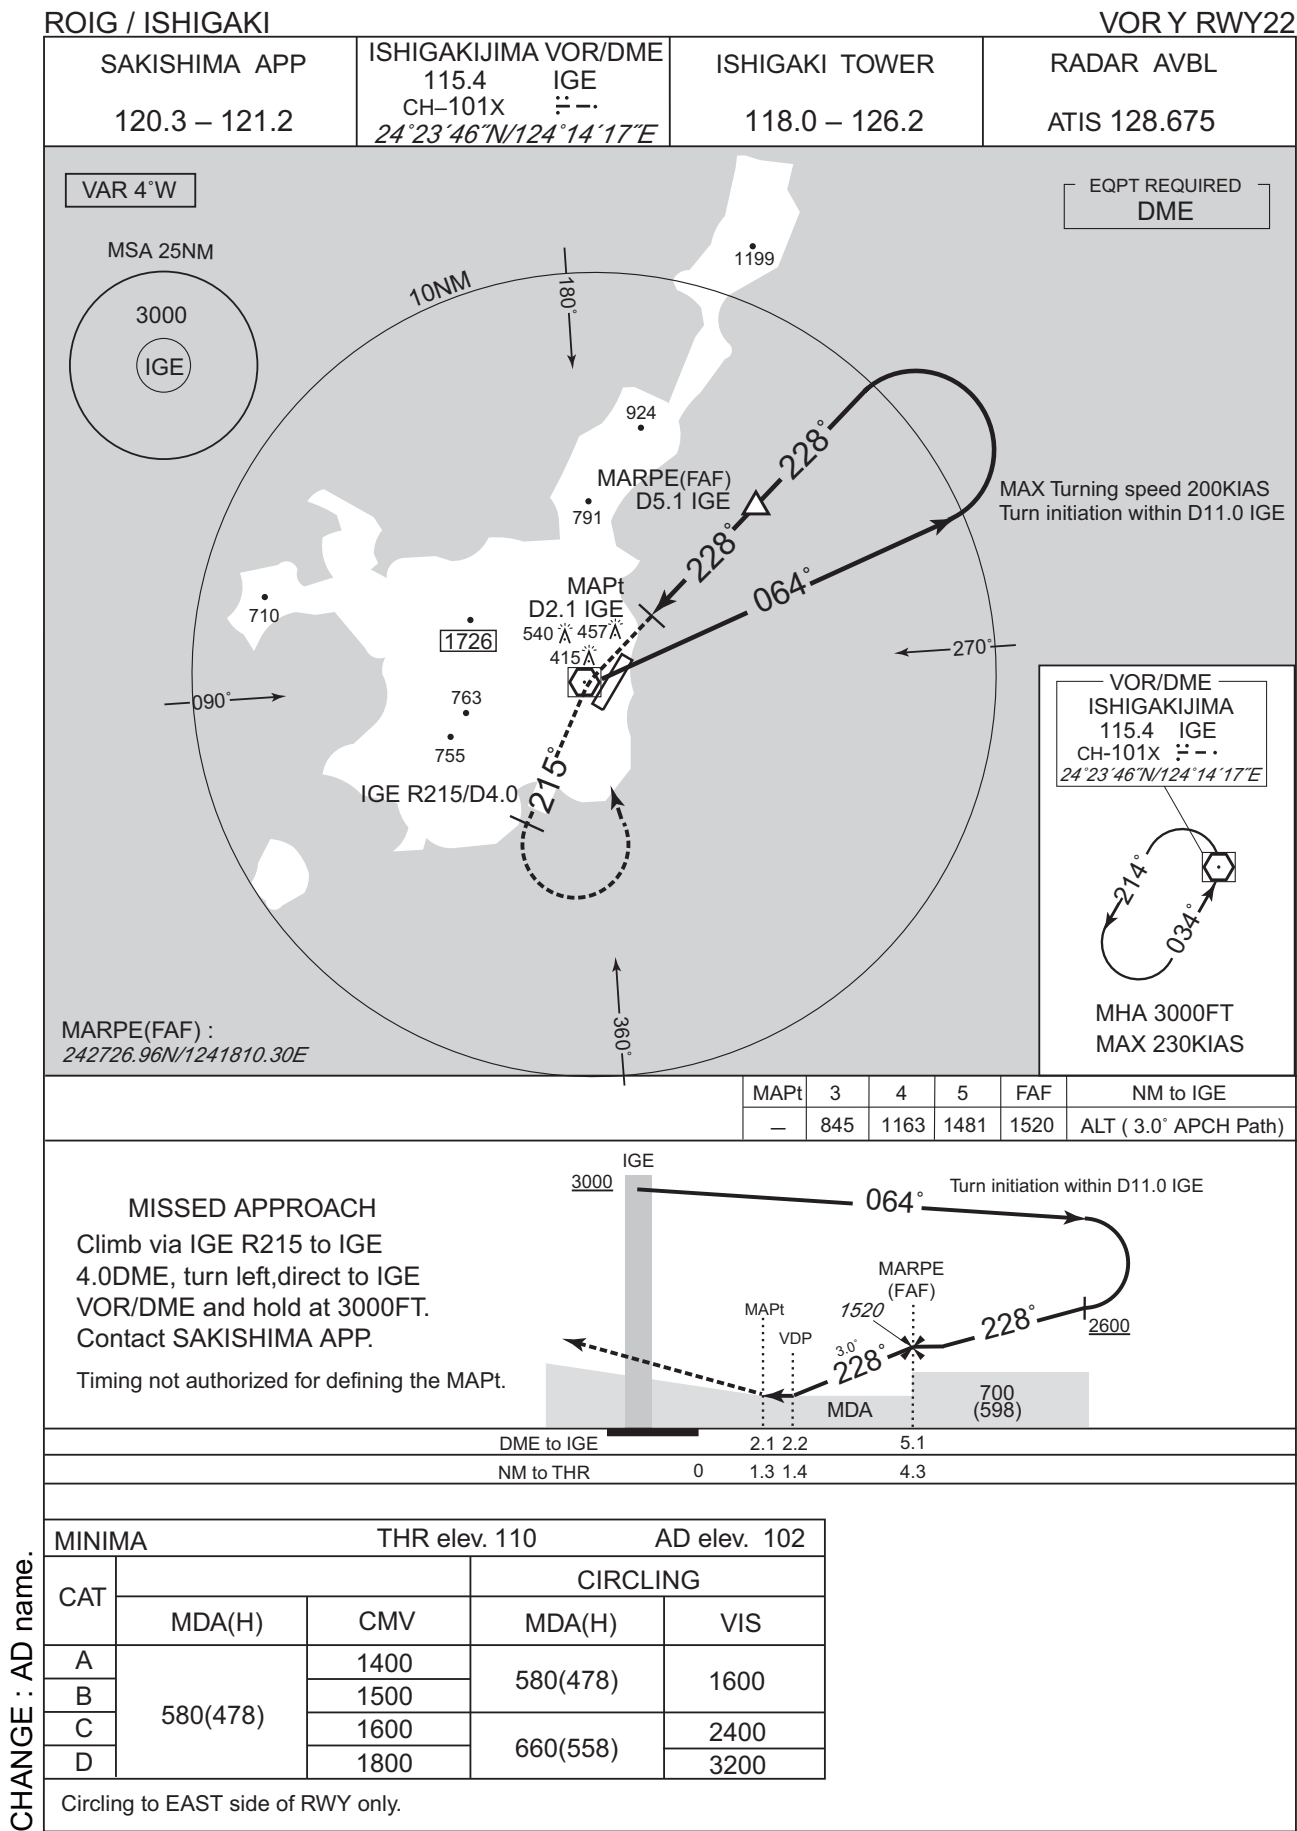 ROIG / ISHIGAKI
VOR Y RWY22
SAKISHIMA APP
120.3 – 121.2
ISHIGAKIJIMA VOR/DME
115.4 IGE
CH–101X
24˚23´46˝N/124˚14´17˝E
ISHIGAKI TOWER
118.0 – 126.2
RADAR AVBL
ATIS 128.675
VAR 4˚W
EQPT REQUIRED
DME
MSA 25NM
3000
IGE
10NM
180˚
1199
924
228˚
MARPE(FAF)
D5.1 IGE
791
MAX Turning speed 200KIAS
Turn initiation within D11.0 IGE
228˚
064˚
MAPt
D2.1 IGE
540
457
415
710
1726
270˚
090˚
763
755
215˚
IGE R215/D4.0
VOR/DME
ISHIGAKIJIMA
115.4 IGE
CH-101X
24˚23´46˝N/124˚14´17˝E
214˚
034˚
MHA 3000FT
MAX 230KIAS
360˚
MARPE(FAF) :
242726.96N/1241810.30E
MAPt 3 4 5 FAF NM to IGE
– 845 1163 1481 1520 ALT ( 3.0˚ APCH Path)
MISSED APPROACH
Climb via IGE R215 to IGE
4.0DME, turn left,direct to IGE
VOR/DME and hold at 3000FT.
Contact SAKISHIMA APP.
Timing not authorized for defining the MAPt.
IGE
3000
064˚
Turn initiation within D11.0 IGE
MARPE
(FAF)
1520
MAPt
VDP
3.0˚
228˚
228˚
2600
MDA
700
(598)
DME to IGE 2.1 2.2 5.1
NM to THR 0 1.3 1.4 4.3
MINIMA THR elev. 110 AD elev. 102
CAT CIRCLING
MDA(H) CMV MDA(H) VIS
A 1400
B 1500
C 1600
D 1800
580(478)
580(478) 1600
660(558) 2400
3200
Circling to EAST side of RWY only.
CHANGE : AD name.